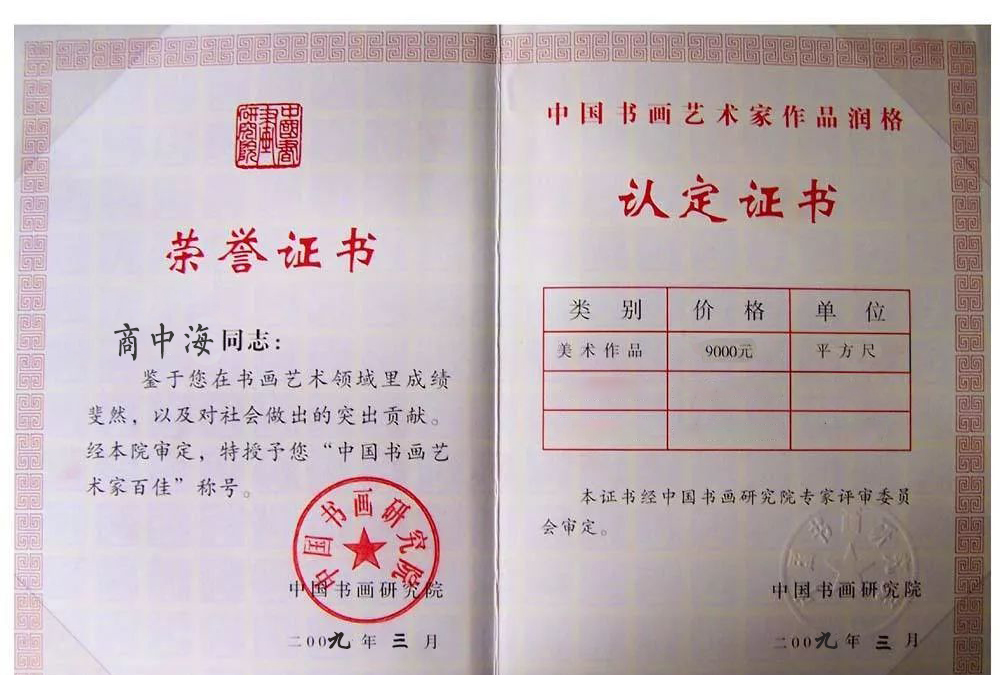 中國書畫研究院
荣誉证书
商中海同志：
鉴于您在书画艺术领域里成绩
斐然，以及对社会做出的突出贡献。
经本院审定，特授予您“中国书画艺
术家百佳”称号。
中国书画研究院
中国书画研究院
二00九年三月
中国书画艺术家作品润格
认定证书
类别 价格 单位
美术作品 9000元 平方尺
本证书经中国书画研究院专家评审委员
会审定。
中国书画研究院
二00九年三月